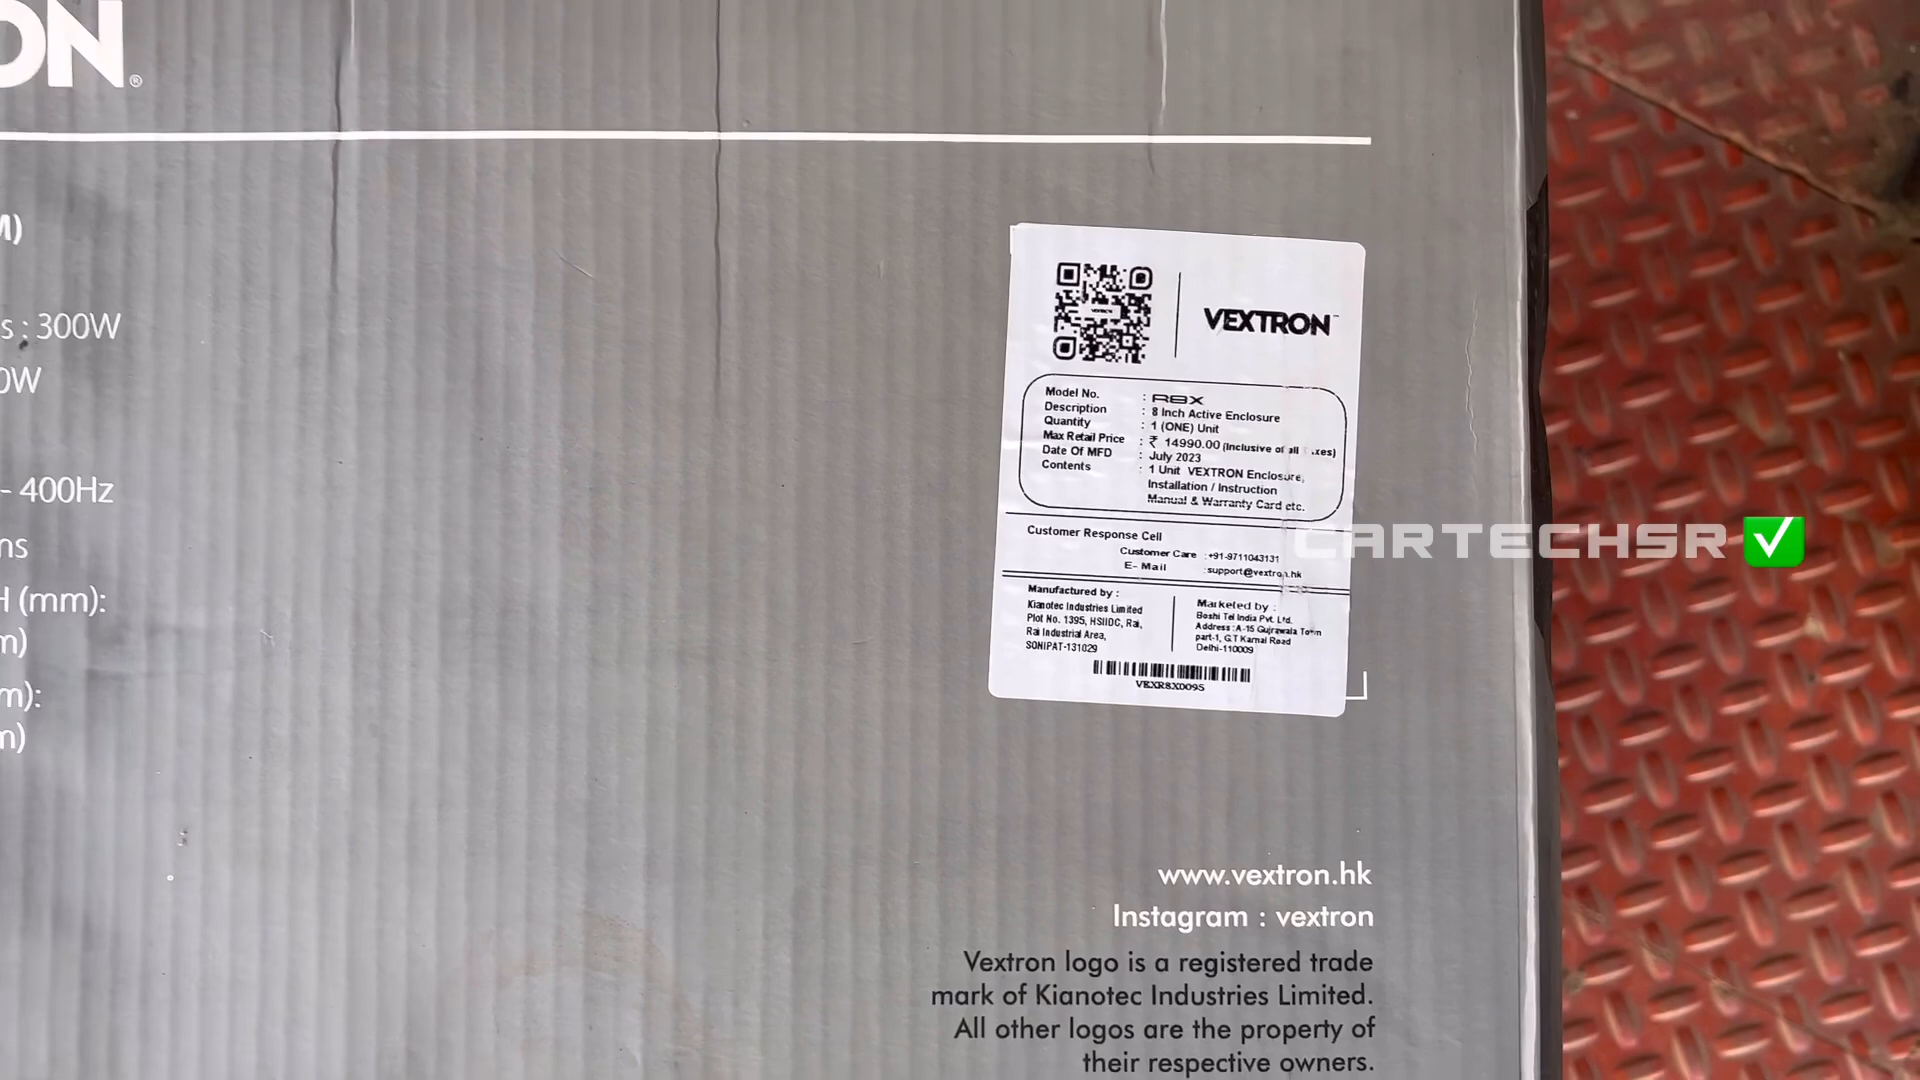 ON®
M)
s : 300W
0W
- 400Hz
ns
H (mm):
m)
m):
m)
VEXTRON™
Model No. : R8X
Description : 8 Inch Active Enclosure
Quantity : 1 (ONE) Unit
Max Retail Price : ₹ 14990.00 (Inclusive of all
Date Of MFD : July 2023
Contents : 1 Unit VEXTRON Enclosure,
Installation / Instruction
Manual & Warranty Card etc.
Customer Response Cell
Customer Care : +91-9711043131
E- Mail : support@vextron.hk
Manufactured by :
Kianotec Industries Limited
Plot No. 1395, HSIIDC, Rai,
Rai Industrial Area,
SONIPAT-131029
Marketed by :
Boshi Tel India Pvt. Ltd.
Address : A-15 Gujrawala Town
part-1, G.T Karnal Road
Delhi-110009
VEXR8X0095
CARTECHSR
www.vextron.hk
Instagram : vextron
Vextron logo is a registered trade
mark of Kianotec Industries Limited.
All other logos are the property of
their respective owners.